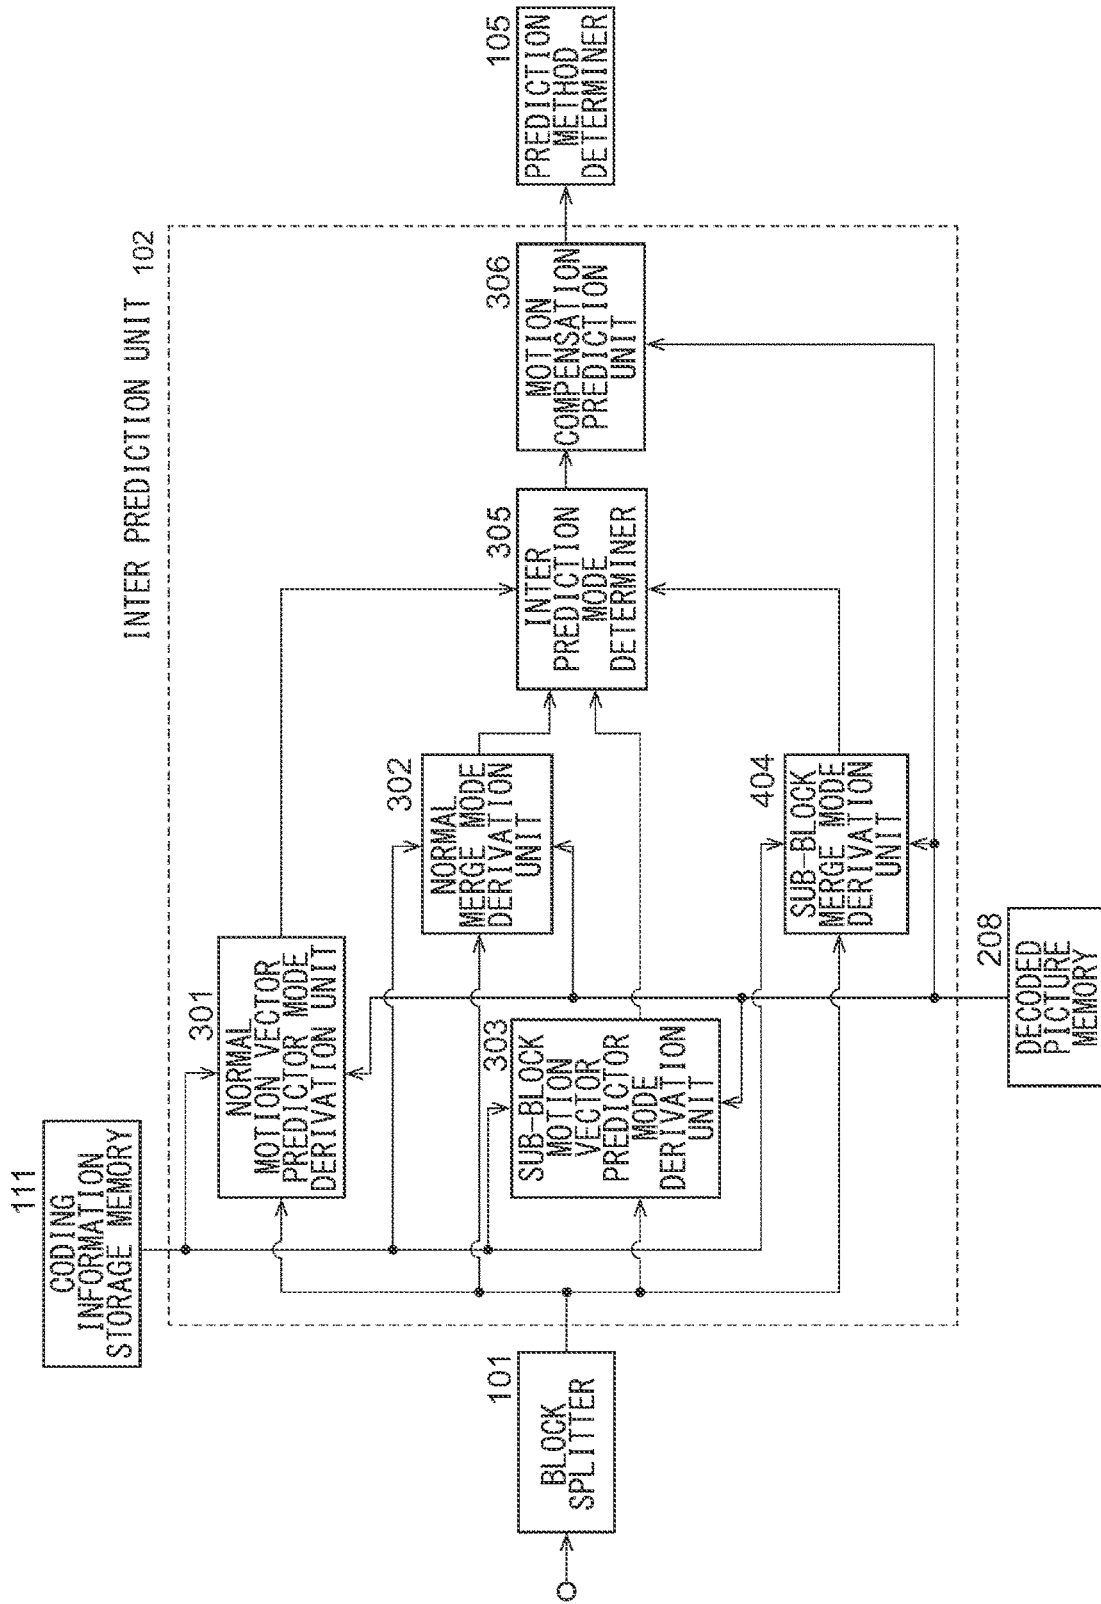 111
CODING
INFORMATION
STORAGE MEMORY
INTER PREDICTION UNIT 102
101
BLOCK
SPLITTER
301
NORMAL
MOTION VECTOR
PREDICTOR MODE
DERIVATION UNIT
302
NORMAL
MERGE MODE
DERIVATION
UNIT
303
SUB-BLOCK
MOTION
VECTOR
PREDICTOR
MODE
DERIVATION
UNIT
404
SUB-BLOCK
MERGE MODE
DERIVATION
UNIT
305
INTER
PREDICTION
MODE
DETERMINER
306
MOTION
COMPENSATION
PREDICTION
UNIT
105
PREDICTION
METHOD
DETERMINER
208
DECODED
PICTURE
MEMORY